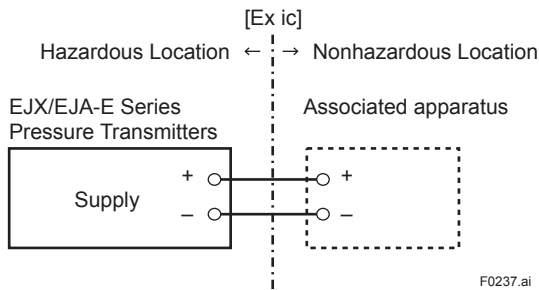 [Ex ic]
Hazardous Location ← → Nonhazardous Location
EJX/EJA-E Series
Pressure Transmitters
Associated apparatus
Supply
+
–
+
–
F0237.ai